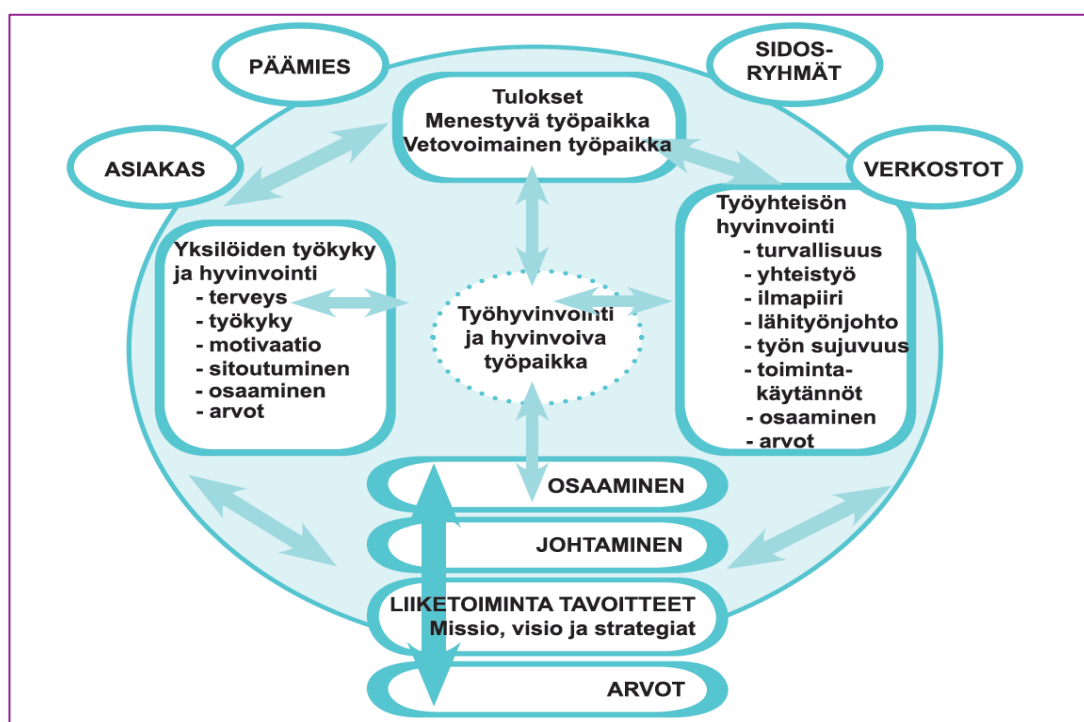 PÄÄMIES
SIDOS-
RYHMÄT
ASIAKAS
VERKOSTOT
Tulokset
Menestyvä työpaikka
Vetovoimainen työpaikka
Yksilöiden työkyky
ja hyvinvointi
- terveys
- työkyky
- motivaatio
- sitoutuminen
- osaaminen
- arvot
Työhyvinvointi
ja hyvinvoiva
työpaikka
Työyhteisön
hyvinvointi
- turvallisuus
- yhteistyö
- ilmapiiri
- lähityönjohto
- työn sujuvuus
- toiminta-
käytännöt
- osaaminen
- arvot
OSAAMINEN
JOHTAMINEN
LIIKETOIMINTA TAVOITTEET
Missio, visio ja strategiat
ARVOT